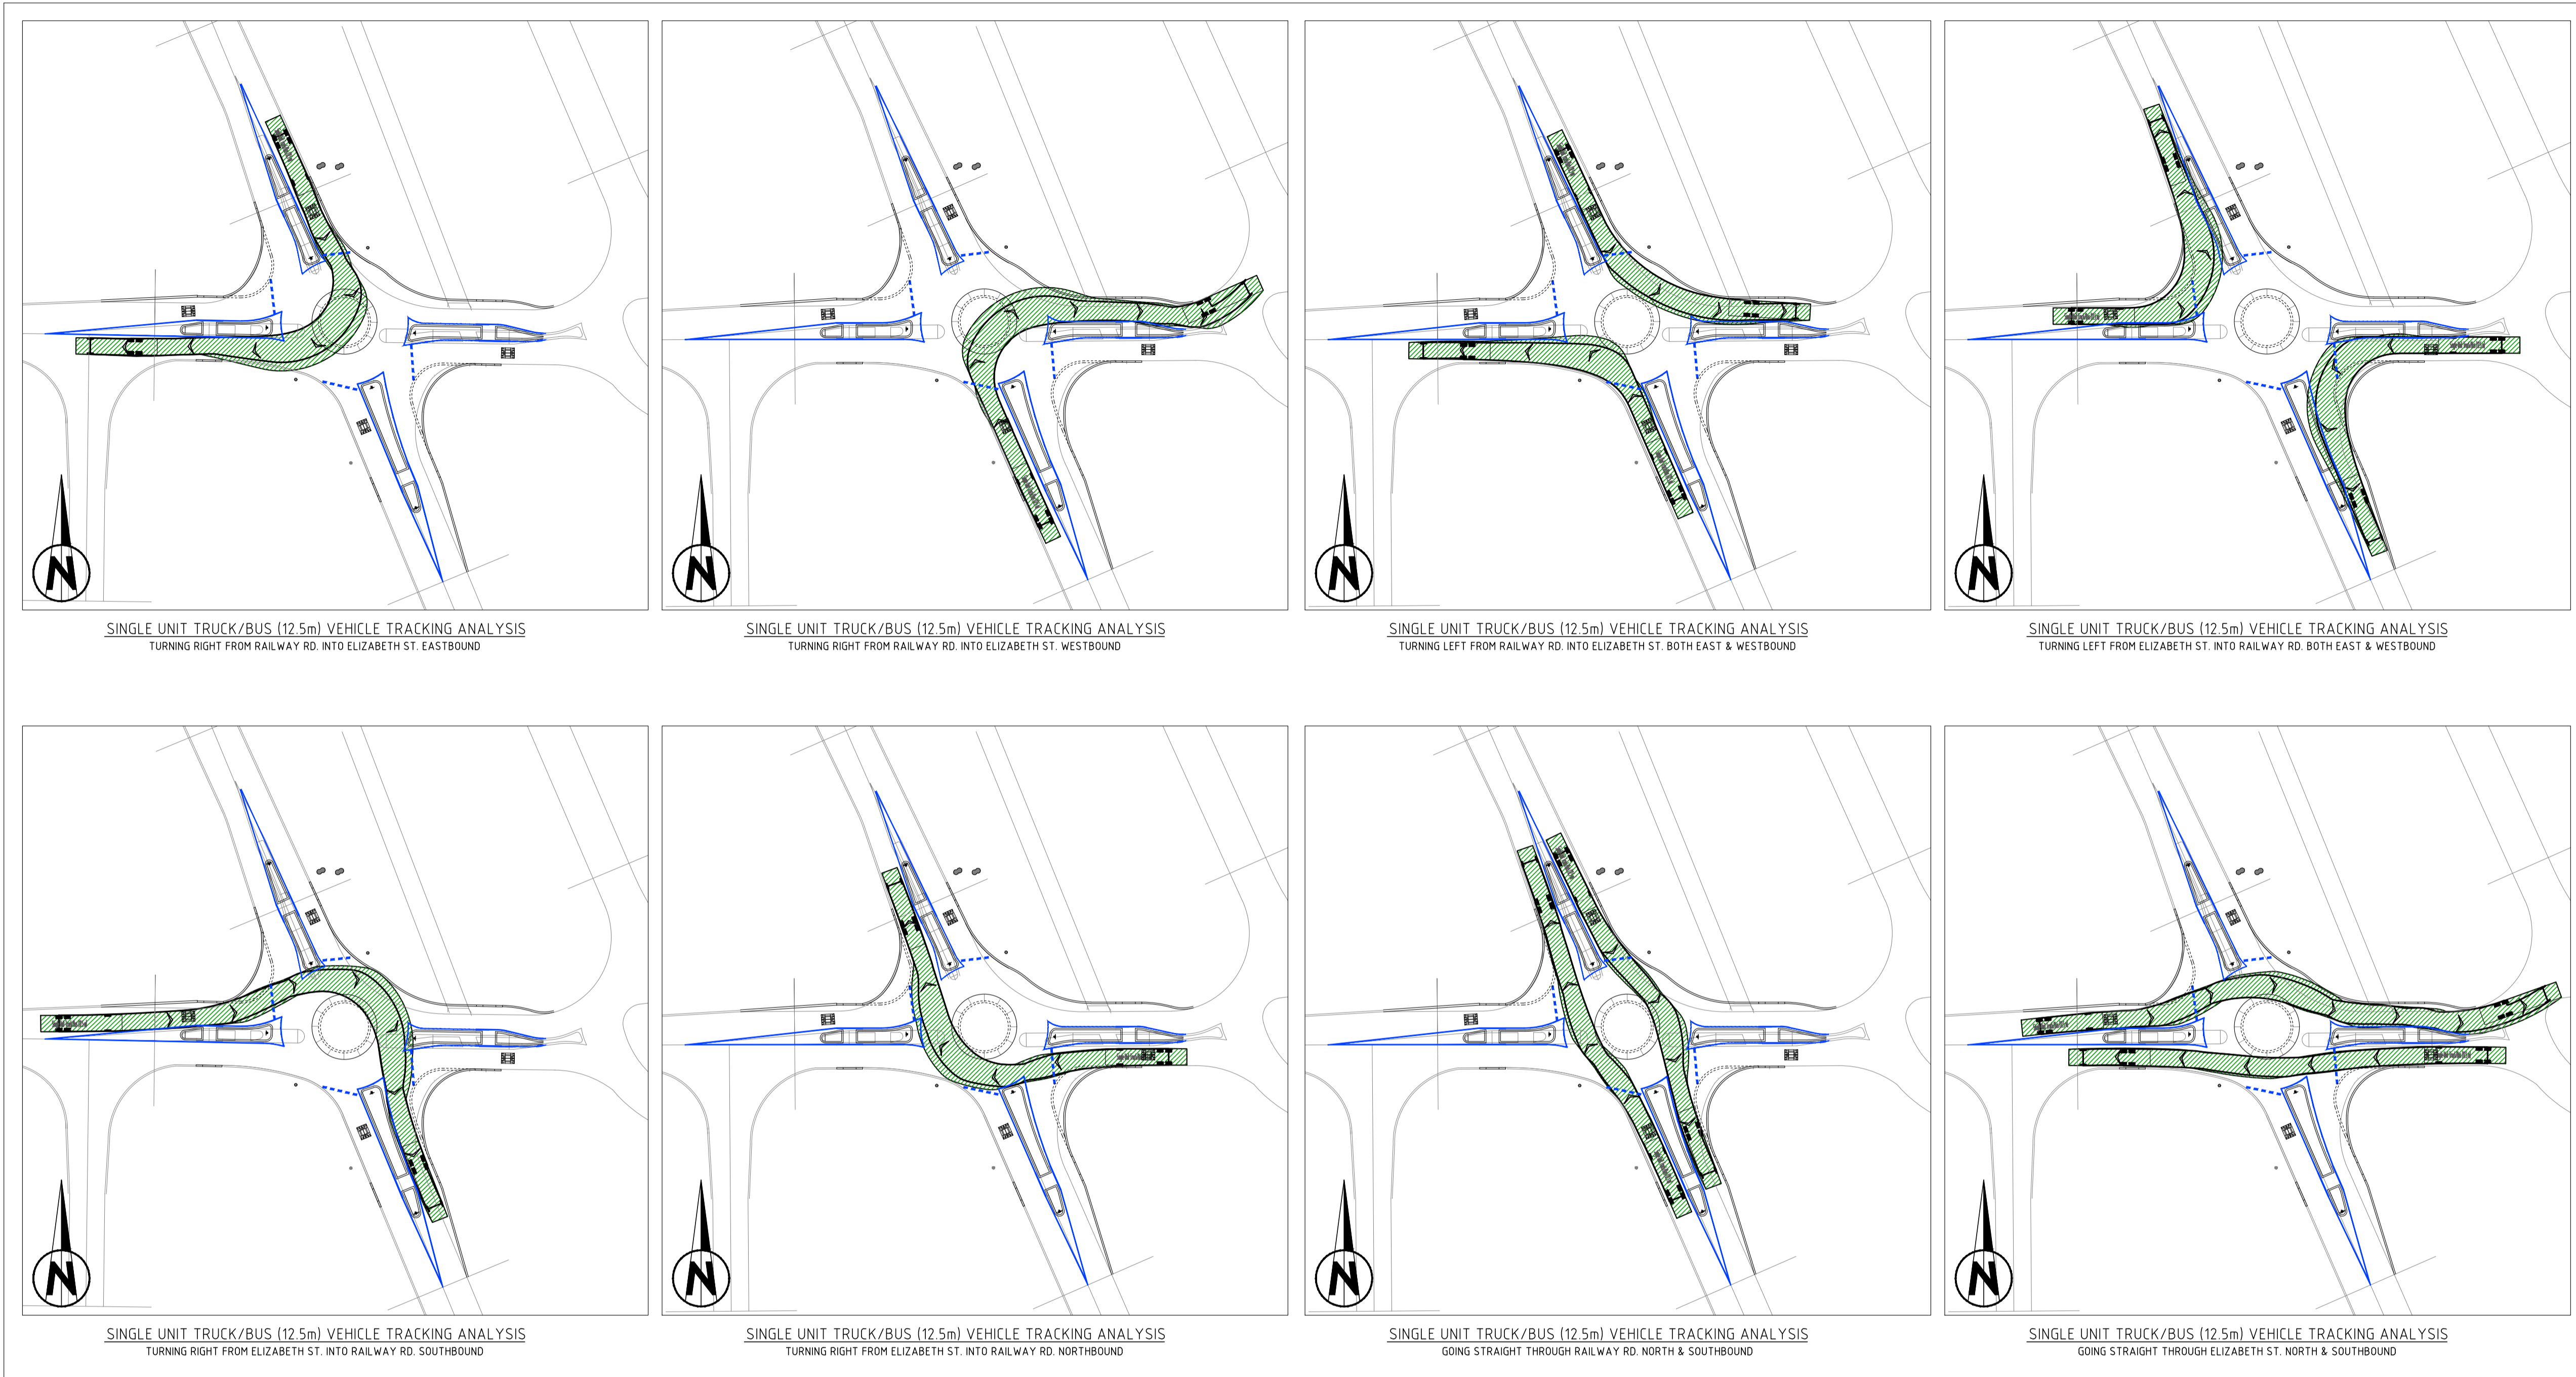 N
N
N
N
SINGLE UNIT TRUCK/BUS (12.5m) VEHICLE TRACKING ANALYSIS
TURNING RIGHT FROM RAILWAY RD. INTO ELIZABETH ST. EASTBOUND
SINGLE UNIT TRUCK/BUS (12.5m) VEHICLE TRACKING ANALYSIS
TURNING RIGHT FROM RAILWAY RD. INTO ELIZABETH ST. WESTBOUND
SINGLE UNIT TRUCK/BUS (12.5m) VEHICLE TRACKING ANALYSIS
TURNING LEFT FROM RAILWAY RD. INTO ELIZABETH ST. BOTH EAST & WESTBOUND
SINGLE UNIT TRUCK/BUS (12.5m) VEHICLE TRACKING ANALYSIS
TURNING LEFT FROM ELIZABETH ST. INTO RAILWAY RD. BOTH EAST & WESTBOUND
N
N
N
N
SINGLE UNIT TRUCK/BUS (12.5m) VEHICLE TRACKING ANALYSIS
TURNING RIGHT FROM ELIZABETH ST. INTO RAILWAY RD. SOUTHBOUND
SINGLE UNIT TRUCK/BUS (12.5m) VEHICLE TRACKING ANALYSIS
TURNING RIGHT FROM ELIZABETH ST. INTO RAILWAY RD. NORTHBOUND
SINGLE UNIT TRUCK/BUS (12.5m) VEHICLE TRACKING ANALYSIS
GOING STRAIGHT THROUGH RAILWAY RD. NORTH & SOUTHBOUND
SINGLE UNIT TRUCK/BUS (12.5m) VEHICLE TRACKING ANALYSIS
GOING STRAIGHT THROUGH ELIZABETH ST. NORTH & SOUTHBOUND